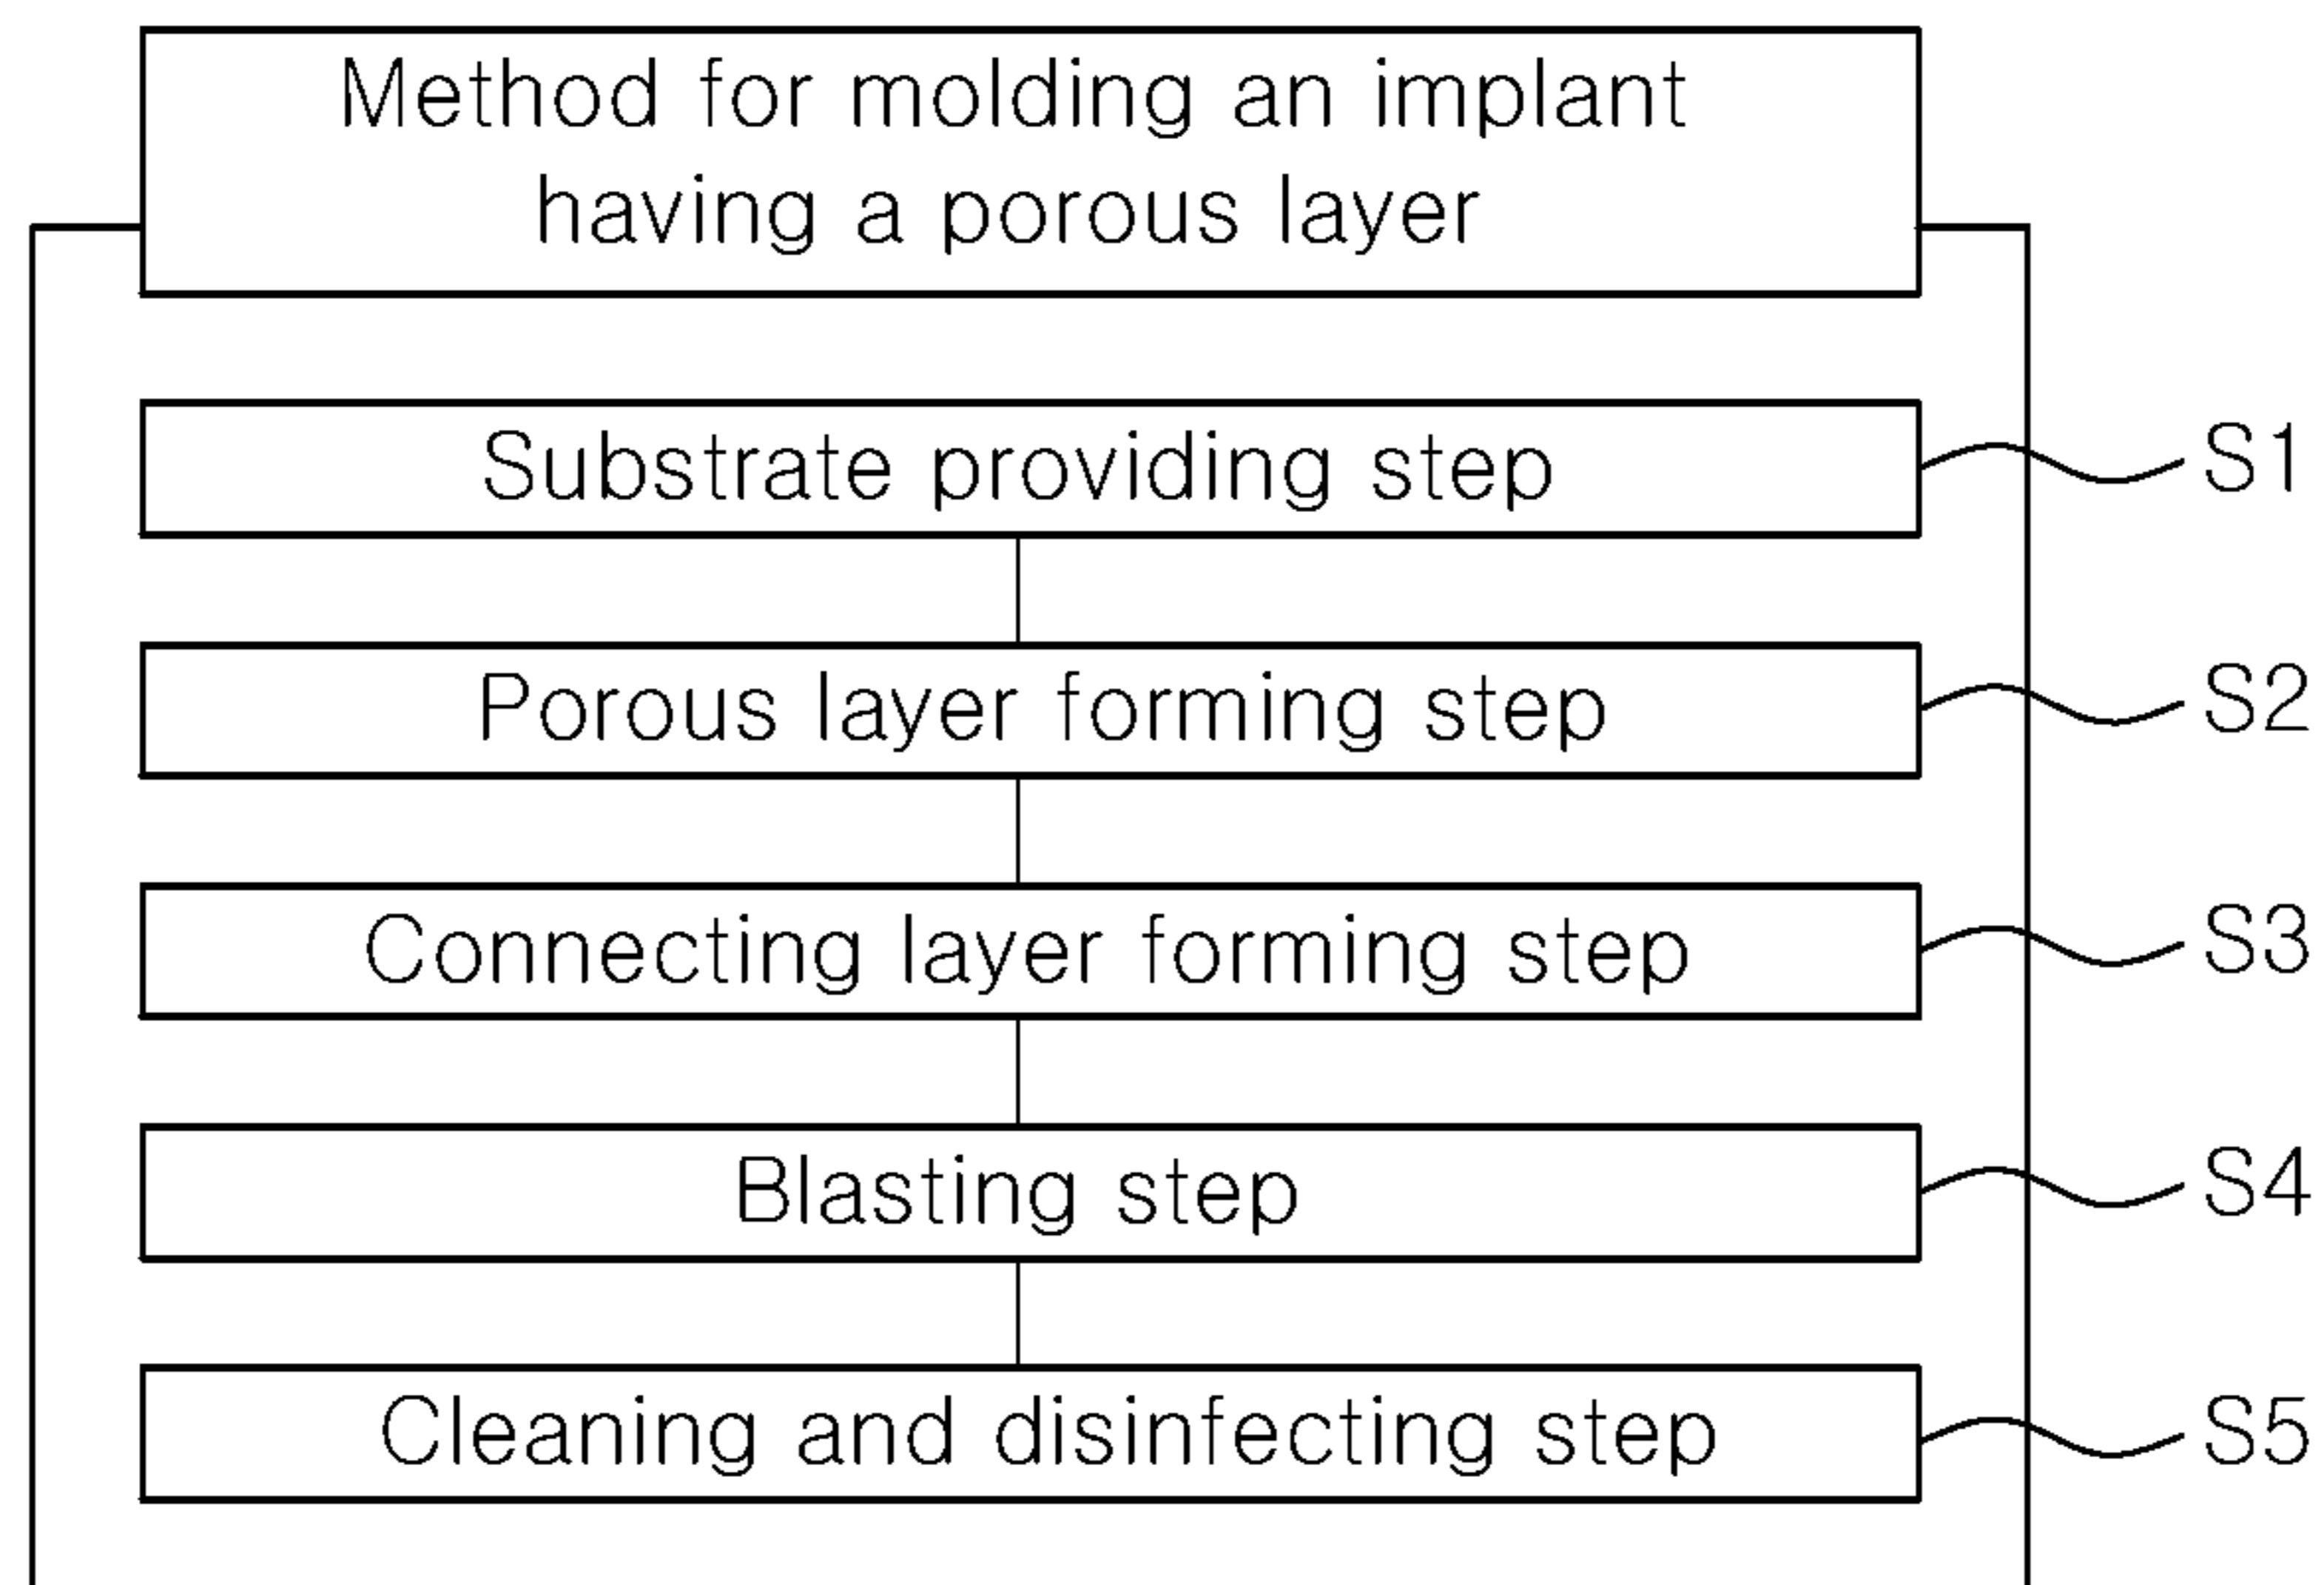 Method for molding an implant
having a porous layer
Substrate providing step
S1
Porous layer forming step
S2
Connecting layer forming step
S3
Blasting step
S4
Cleaning and disinfecting step
S5